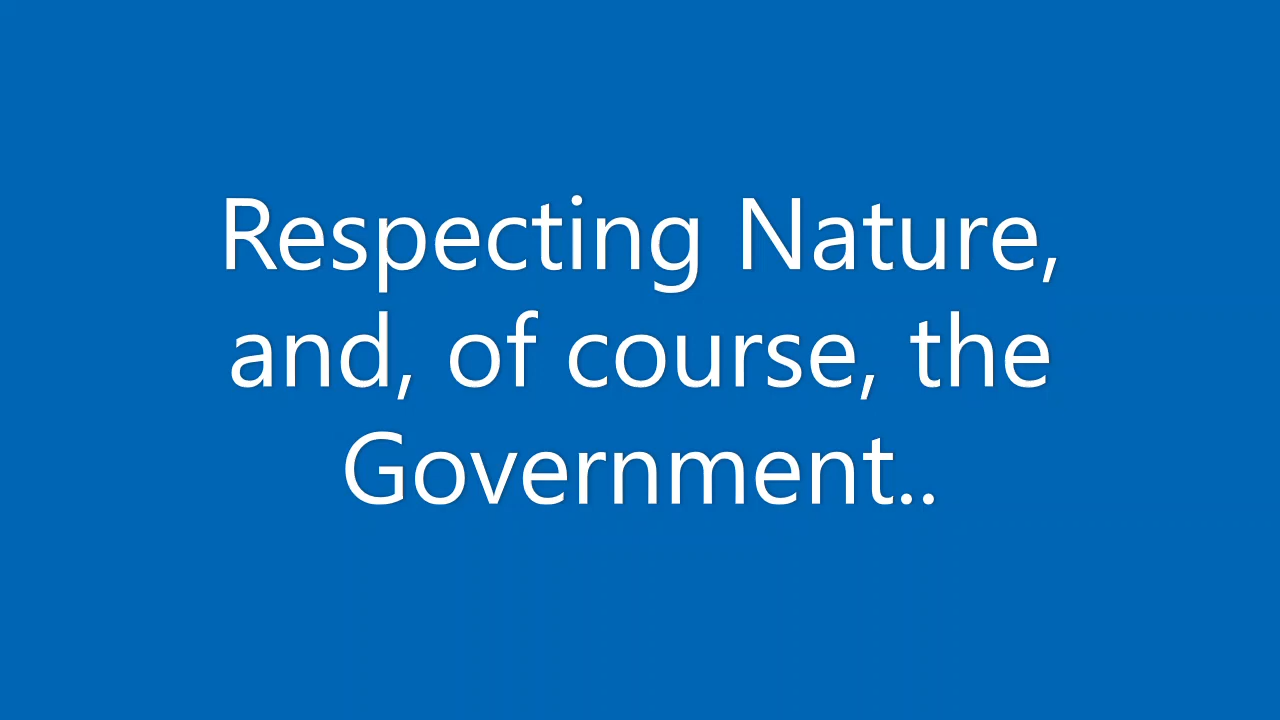 Respecting Nature,
and, of course, the
Government..